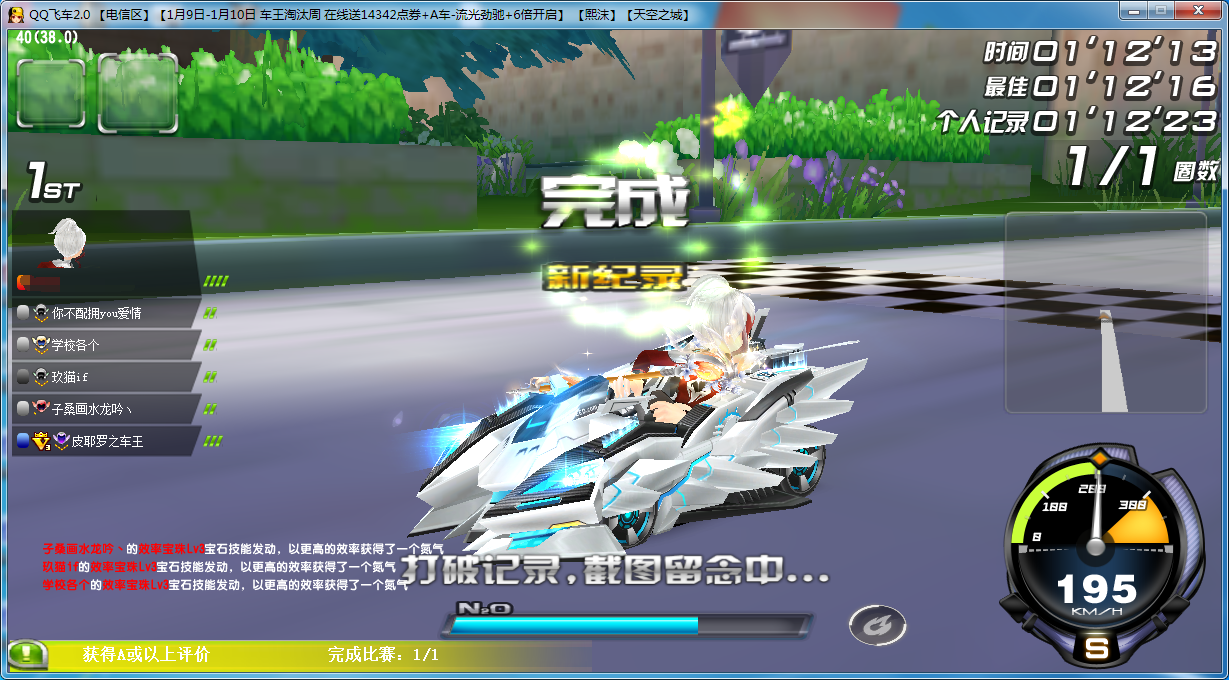 QQ飞车2.0 【电信区】【1月9日-1月10日 车王淘汰周 在线送14342点券+A车-流光劲驰+6倍开启】 【熙沫】【天空之城】
40(38.0)
时间01'12'13
最佳01'12'16
个人记录01'12'23
1/1 圈数
1ST
完成
新纪录
你不配拥you爱情
学校各个
玖猫if
子桑画水龙吟丶
皮耶罗之车王
子桑画水龙吟丶的效率宝珠Lv3宝石技能发动，以更高的效率获得了一个氮气
玖猫if的效率宝珠Lv3宝石技能发动，以更高的效率获得了一个氮气
学校各个的效率宝珠Lv3宝石技能发动，以更高的效率获得了一个氮气
打破记录,截图留念中...
N2O
0
100
200
300
195
KM/H
S
获得A或以上评价
完成比赛：1/1